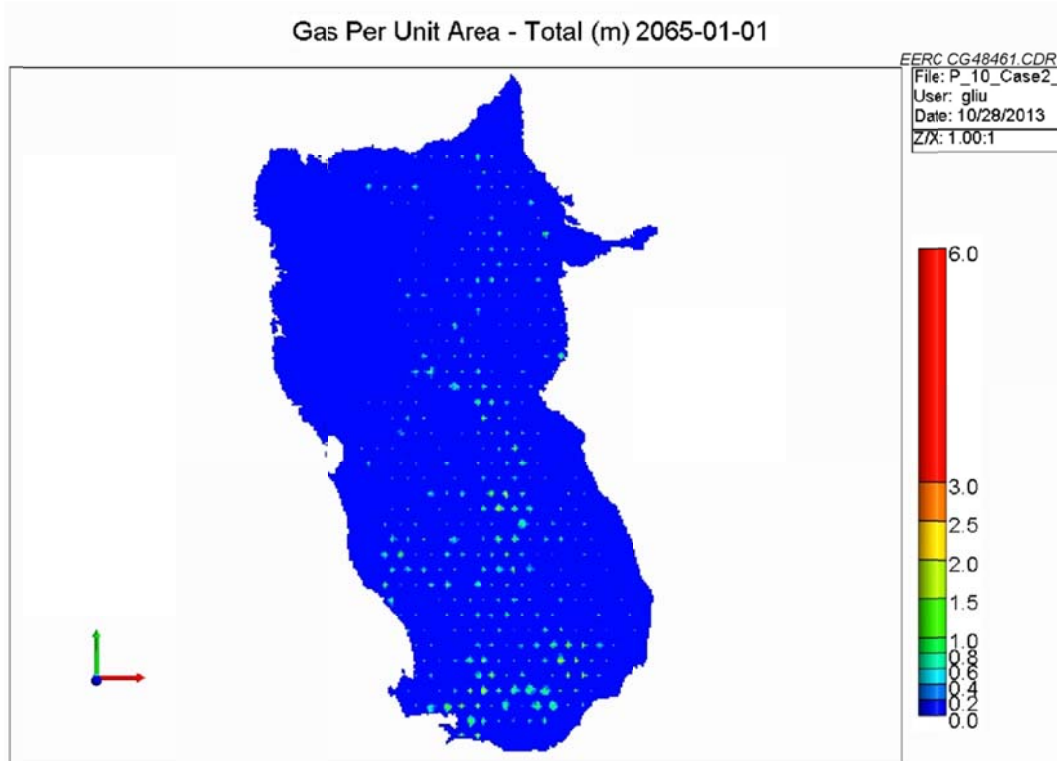 Gas Per Unit Area - Total (m) 2065-01-01
EERC CG48461.CDR
File: P_10_Case2_
User: gliu
Date: 10/28/2013
Z/X: 1.00:1
6.0
3.0
2.5
2.0
1.5
1.0
0.8
0.6
0.4
0.2
0.0